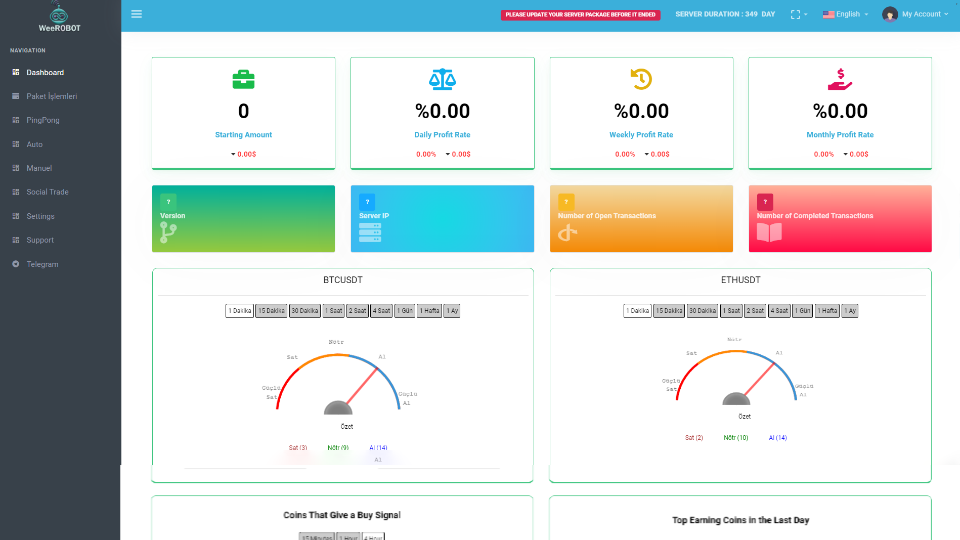 WeeROBOT
PLEASE UPDATE YOUR SERVER PACKAGE BEFORE IT ENDED
SERVER DURATION : 349 DAY
English
My Account
NAVIGATION
Dashboard
Paket İşlemleri
PingPong
Auto
Manuel
Social Trade
Settings
Support
Telegram
0
Starting Amount
0.00$
%0.00
Daily Profit Rate
0.00% 0.00$
%0.00
Weekly Profit Rate
0.00% 0.00$
%0.00
Monthly Profit Rate
0.00% 0.00$
?
Version
?
Server IP
?
Number of Open Transactions
?
Number of Completed Transactions
BTCUSDT
1 Dakika 15 Dakika 30 Dakika 1 Saat 2 Saat 4 Saat 1 Gün 1 Hafta 1 Ay
Nötr
Sat Al
Güçlü Sat
Güçlü Al
Özet
Sat (3) Nötr (9) Al (14)
Al
ETHUSDT
1 Dakika 15 Dakika 30 Dakika 1 Saat 2 Saat 4 Saat 1 Gün 1 Hafta 1 Ay
Nötr
Sat Al
Güçlü Sat
Güçlü Al
Özet
Sat (2) Nötr (10) Al (14)
Coins That Give a Buy Signal
15 Minutes 1 Hour 4 Hour
Top Earning Coins in the Last Day